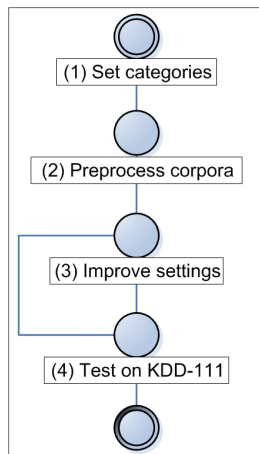 (1) Set categories
(2) Preprocess corpora
(3) Improve settings
(4) Test on KDD-111